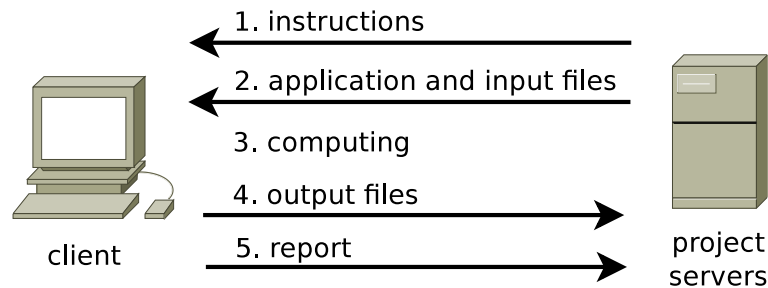 1. instructions
2. application and input files
3. computing
4. output files
5. report
client
project
servers